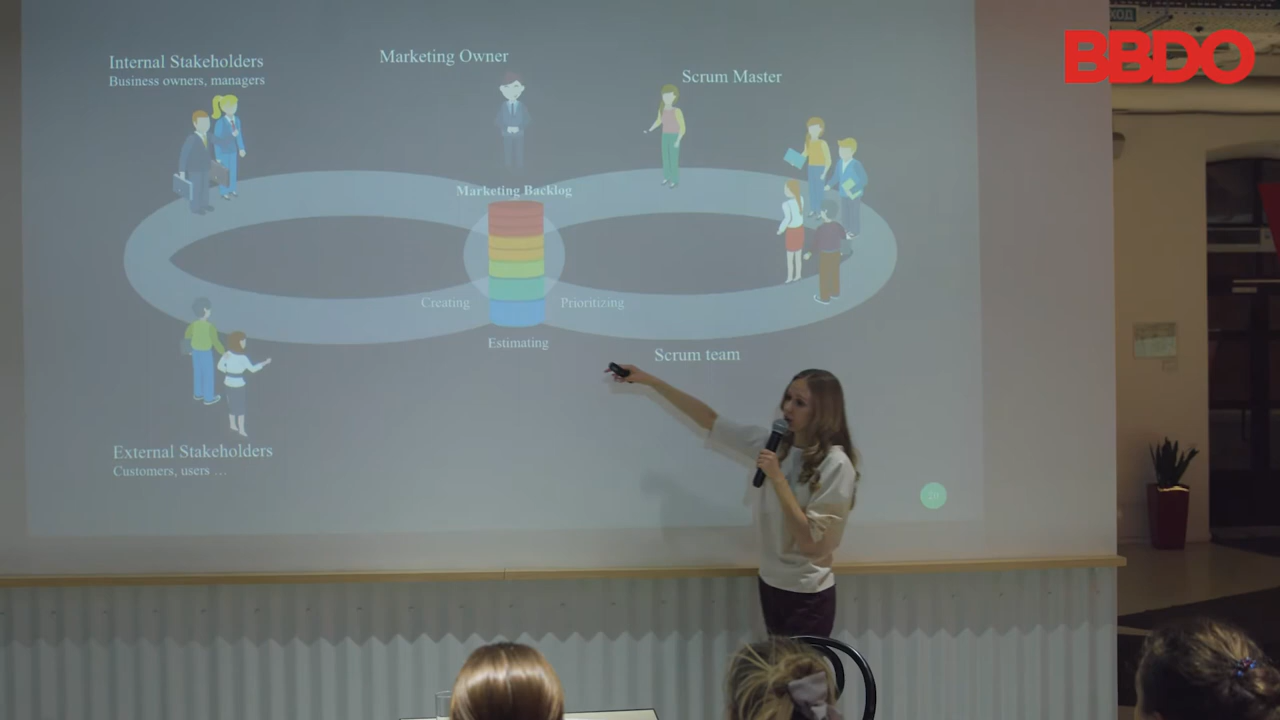 Internal Stakeholders
Business owners, managers
Marketing Owner
Scrum Master
BBDO
Marketing Backlog
Creating
Prioritizing
Estimating
Scrum team
External Stakeholders
Customers, users ...